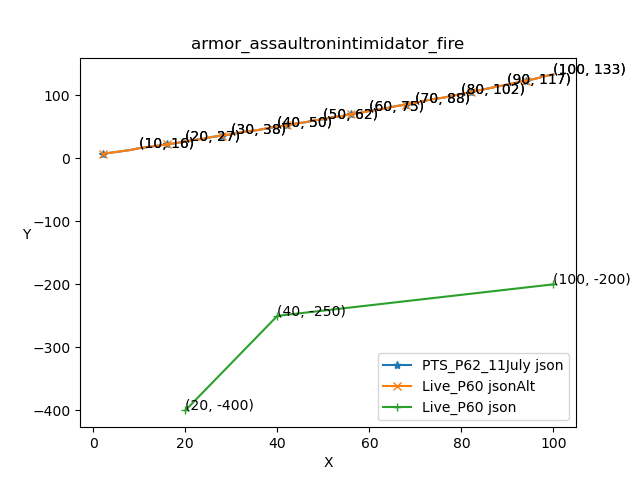 armor_assaultronintimidator_fire
(100, 133)
(90, 117)
(80, 102)
(70, 88)
(60, 75)
(50, 62)
(40, 50)
(30, 38)
(20, 27)
(10, 16)
100
0
−100
−200
−300
−400
Y
(100, -200)
(40, -250)
(20, -400)
PTS_P62_11July json
Live_P60 jsonAlt
Live_P60 json
0 20 40 60 80 100
X